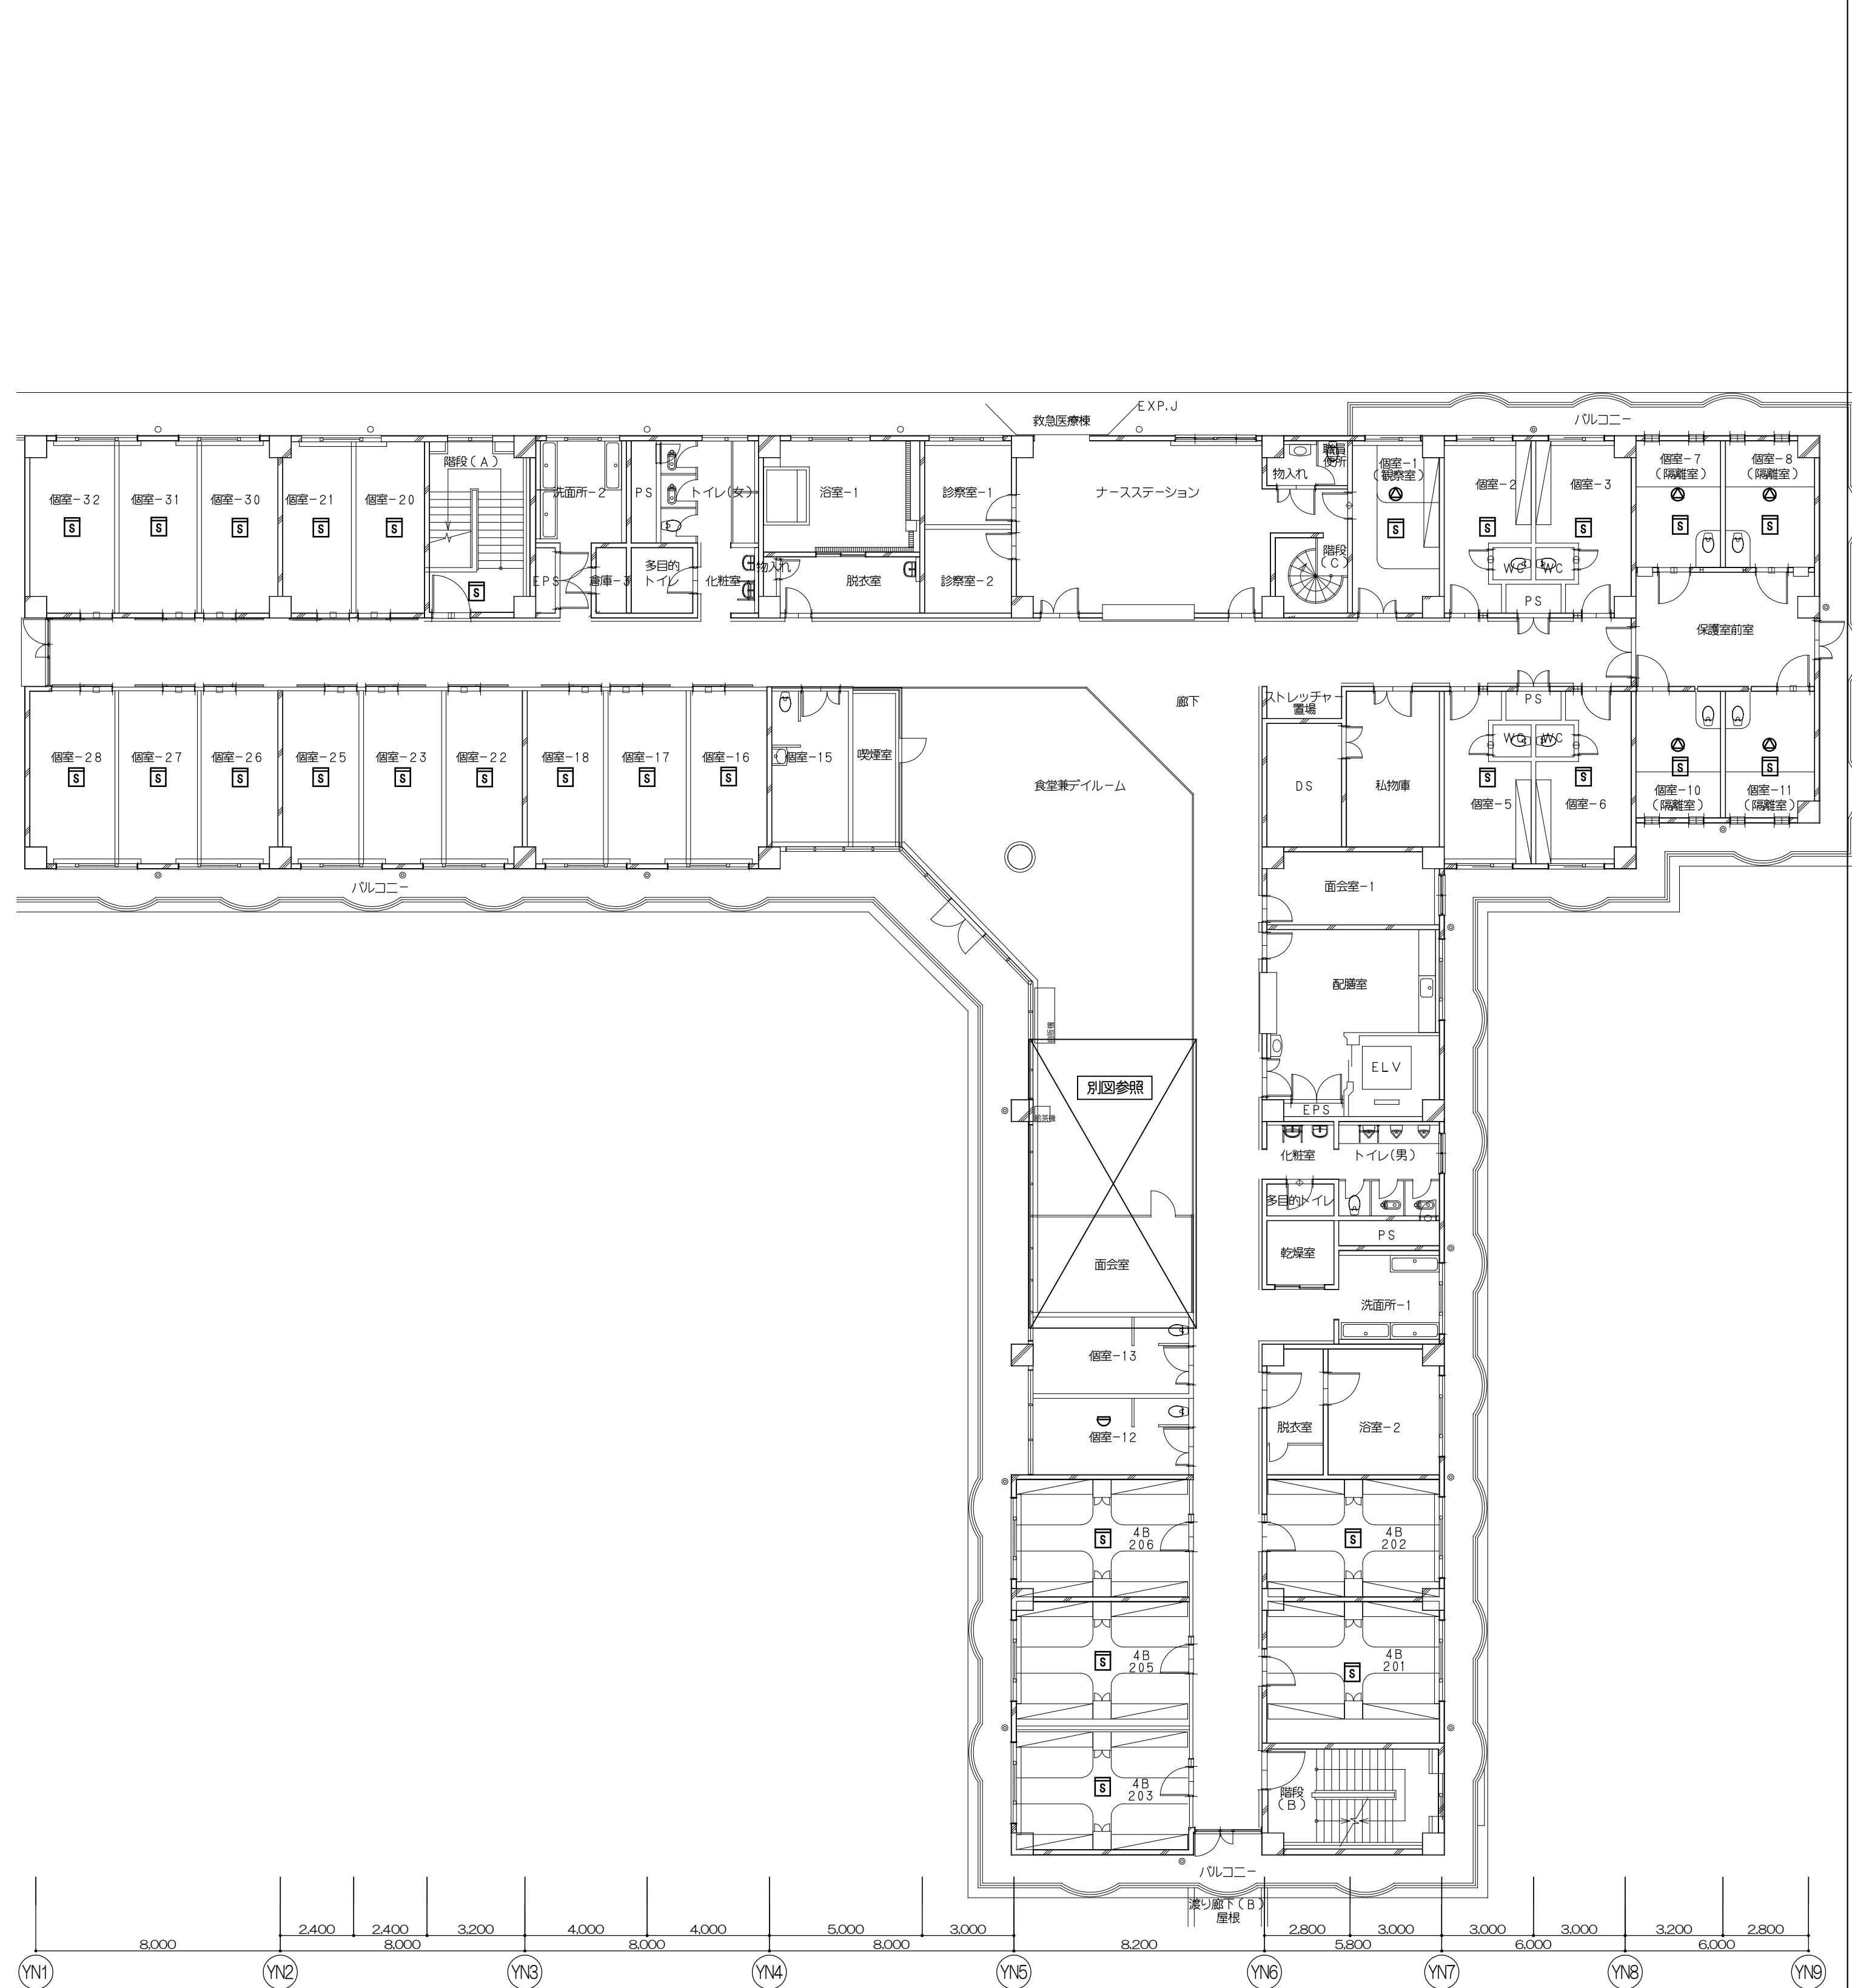 EXP.J
救急医療棟
バルコニー
階段(A)
職員
便所
個室-1
(観察室)
個室-7
(隔離室)
個室-8
(隔離室)
物入れ
個室-32
個室-31
個室-30
個室-21
個室-20
洗面所-2
PS
トイレ(女)
浴室-1
診察室-1
ナースステーション
個室-2
個室-3
S
S
S
S
S
S
S
S
S
S
階段
(C)
S
EPS
倉庫-3
多目的
トイレ
化粧室
物入れ
脱衣室
診察室-2
WC
WC
PS
保護室前室
廊下
ストレッチャー
置場
PS
個室-28
個室-27
個室-26
個室-25
個室-23
個室-22
個室-18
個室-17
個室-16
個室-15
喫煙室
WC
WC
S
S
S
S
S
S
S
S
S
S
S
S
S
食堂兼デイルーム
DS
私物庫
個室-5
個室-6
個室-10
(隔離室)
個室-11
(隔離室)
バルコニー
面会室-1
配膳室
別図参照
ELV
給茶機
EPS
化粧室
トイレ(男)
多目的トイレ
PS
乾燥室
面会室
洗面所-1
個室-13
個室-12
脱衣室
浴室-2
S
4B
206
S
4B
202
S
4B
205
S
4B
201
S
4B
203
階段
(B)
バルコニー
渡り廊下(B)
屋根
2,400
2,400
3,200
4,000
4,000
5,000
3,000
2,800
3,000
3,000
3,000
3,200
2,800
8,000
8,000
8,000
8,000
8,200
5,800
6,000
6,000
YN1
YN2
YN3
YN4
YN5
YN6
YN7
YN8
YN9